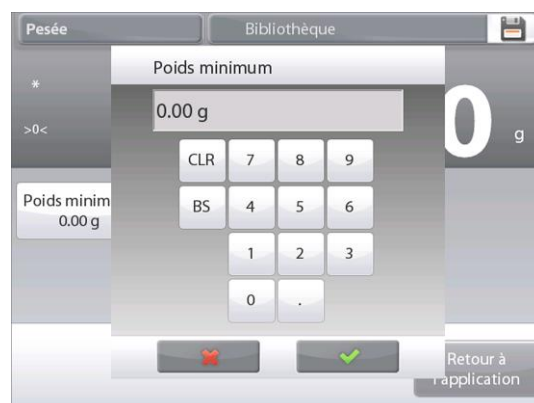 Pesée
Bibliothèque
Poids minimum
0.00 g
*
>0<
0
g
CLR 7 8 9
Poids minim
0.00 g
BS 4 5 6
1 2 3
0 .
Retour à
l'application